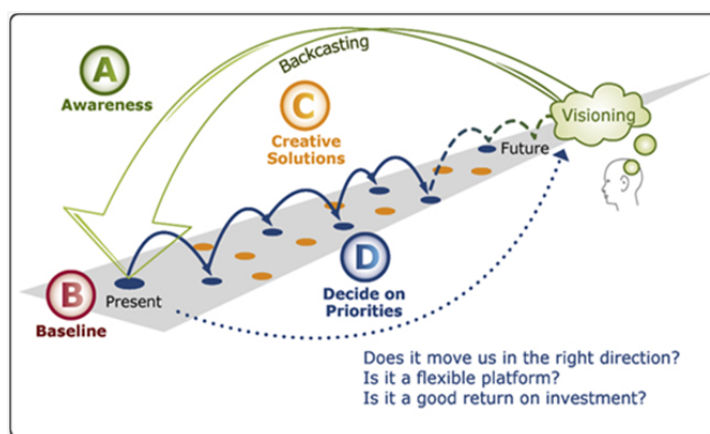 A
Awareness
Backcasting
C
Creative
Solutions
Visioning
Future
B
Baseline
Present
D
Decide on
Priorities
Does it move us in the right direction?
Is it a flexible platform?
Is it a good return on investment?